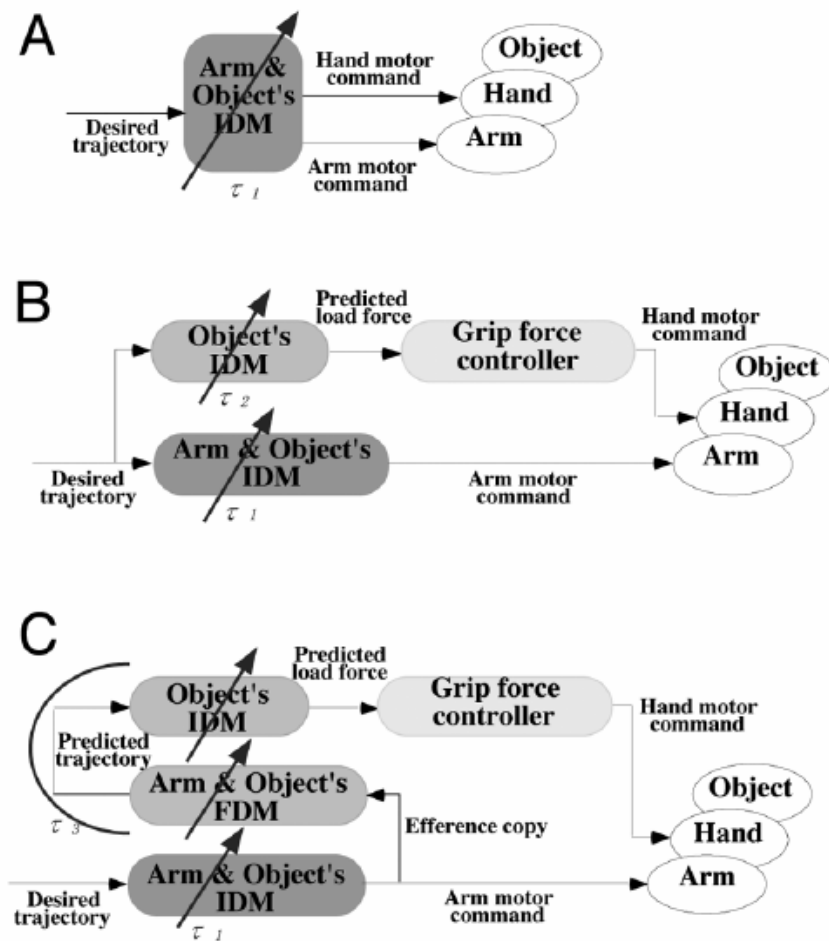 A
Arm &
Object's
IDM
Hand motor
command
Object
Hand
Arm
Desired
trajectory
Arm motor
command
τ 1
B
Predicted
load force
Hand motor
command
Object's
IDM
Grip force
controller
Object
τ 2
Hand
Arm & Object's
IDM
Arm
Desired
trajectory
Arm motor
command
τ 1
C
Predicted
load force
Object's
IDM
Grip force
controller
Hand motor
command
Predicted
trajectory
Arm & Object's
FDM
Object
τ 3
Efference copy
Hand
Arm & Object's
IDM
Arm
Desired
trajectory
Arm motor
command
τ 1